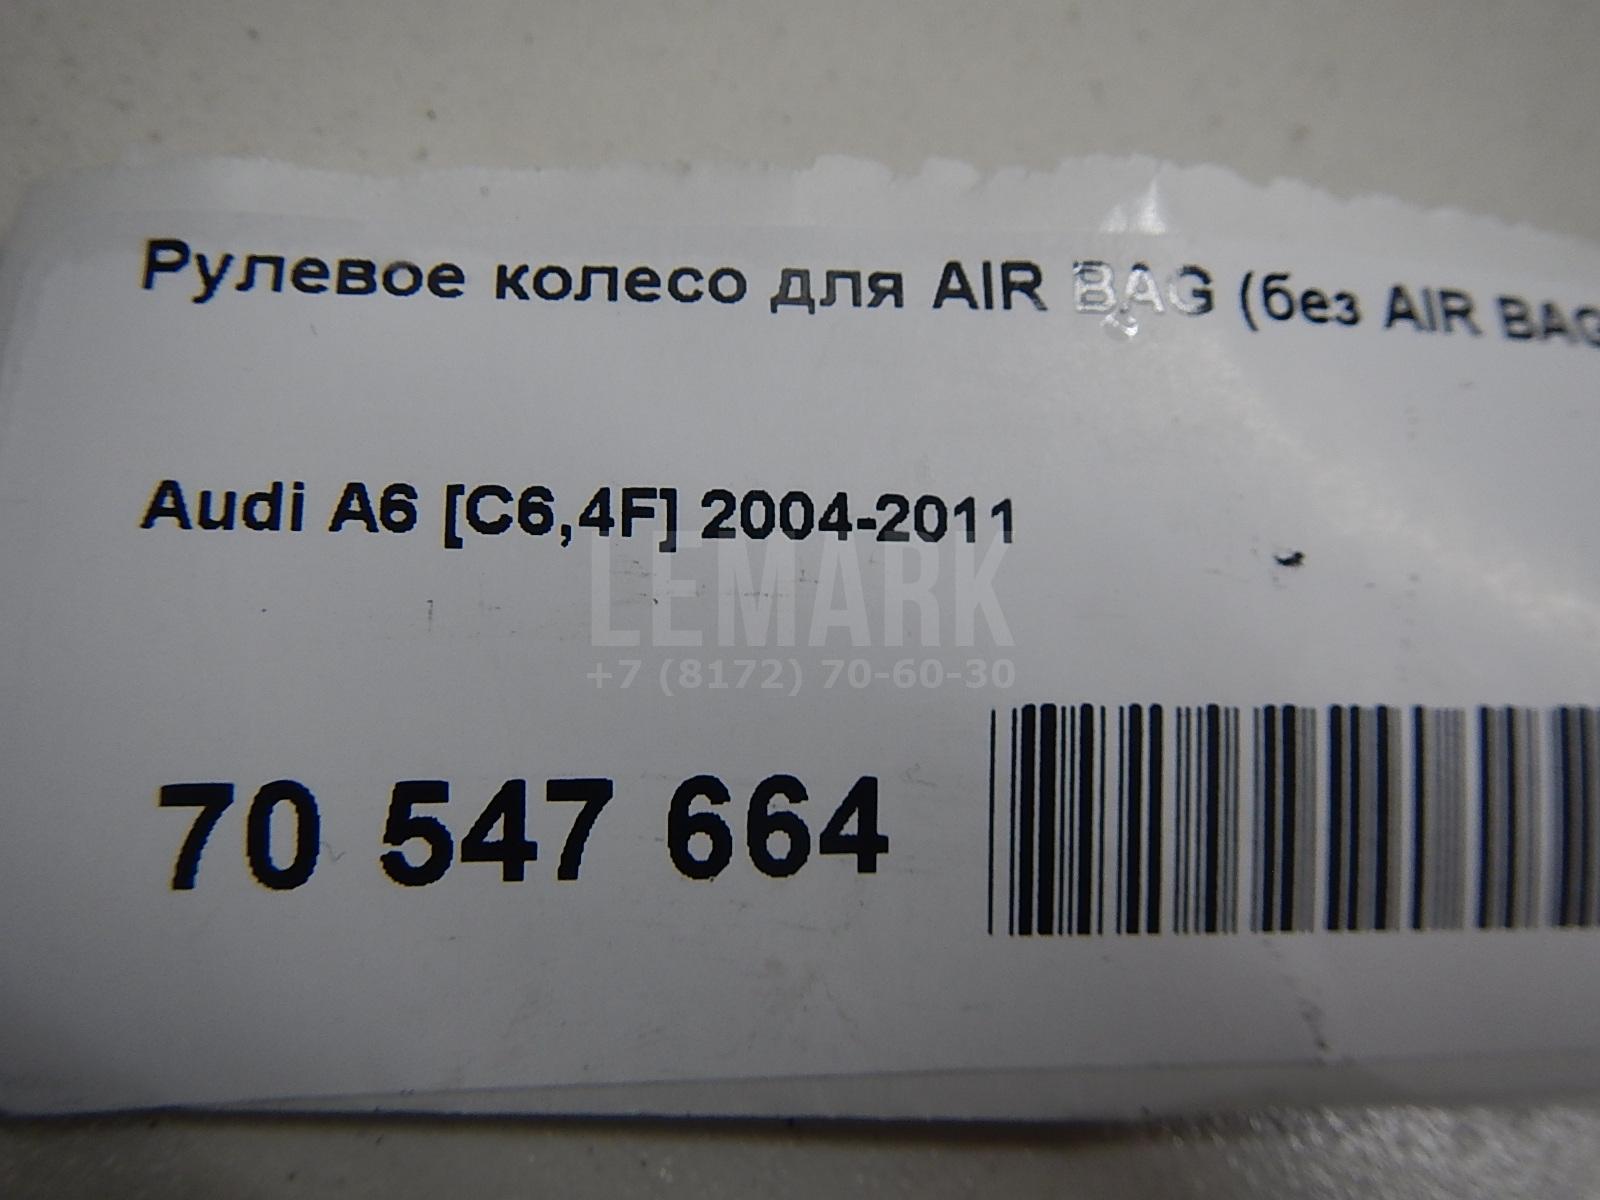 Рулевое колесо для AIR BAG (без AIR BAG
Audi A6 [C6,4F] 2004-2011
LEMARK
+7 (8172) 70-60-30
70 547 664